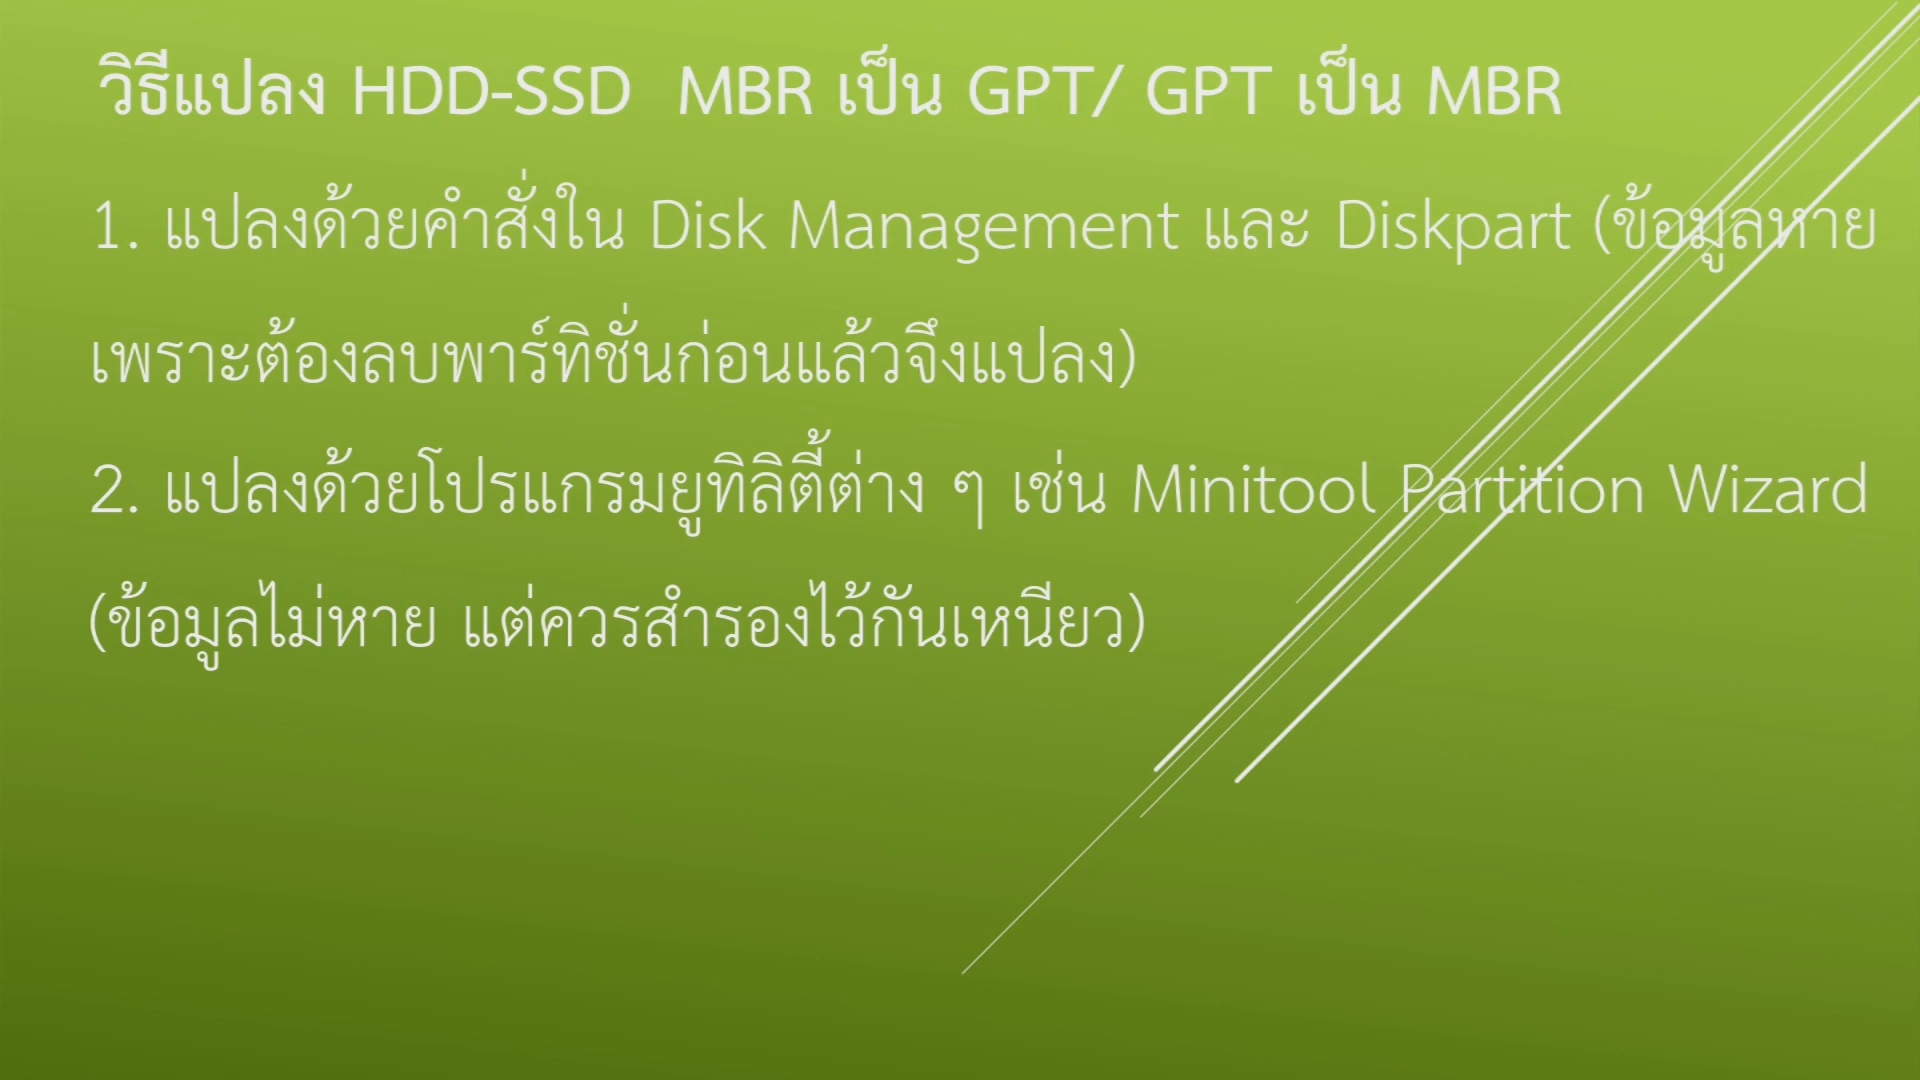 วิธีแปลง HDD-SSD MBR เป็น GPT/ GPT เป็น MBR
1. แปลงด้วยคำสั่งใน Disk Management และ Diskpart (ข้อมูลหาย
เพราะต้องลบพาร์ทิชั่นก่อนแล้วจึงแปลง)
2. แปลงด้วยโปรแกรมยูทิลิตี้ต่าง ๆ เช่น Minitool Partition Wizard
(ข้อมูลไม่หาย แต่ควรสำรองไว้กันเหนียว)